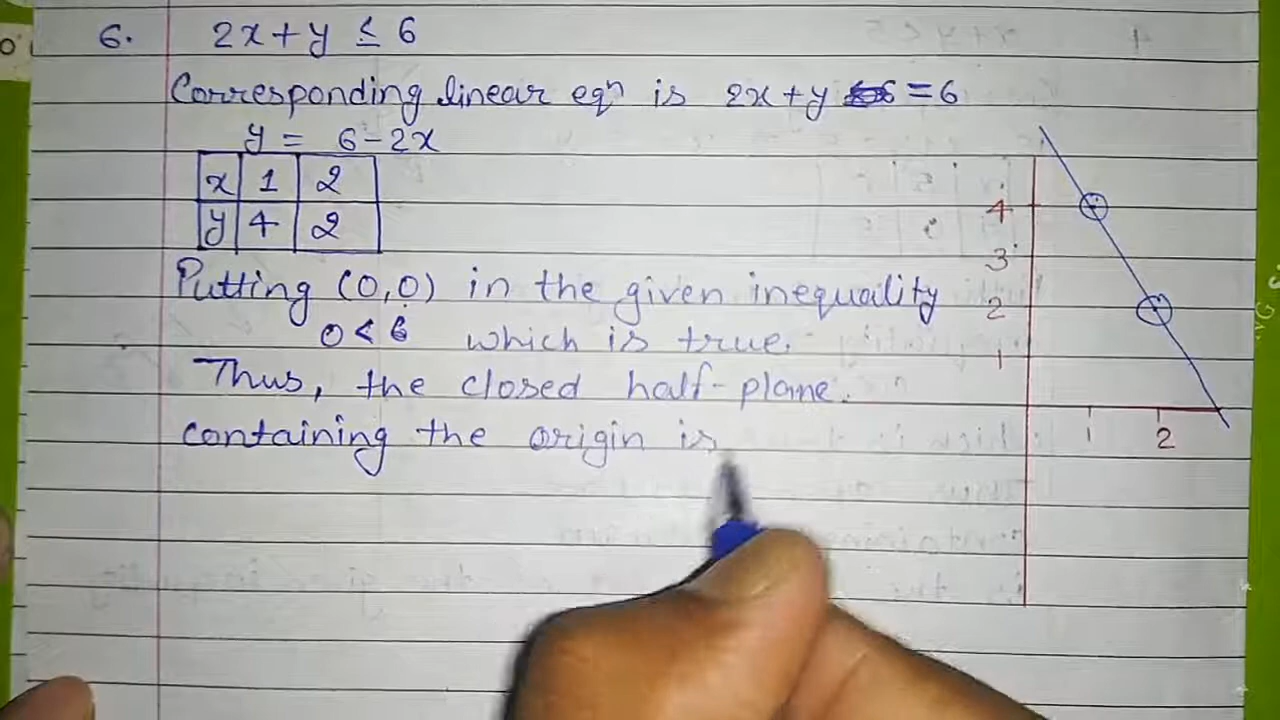 6. 2x+y ≤ 6
Corresponding linear eqⁿ is 2x+y = 6
y = 6-2x
x 1 2
y 4 2
Putting (0,0) in the given inequality
0 < 6 which is true.
Thus, the closed half-plane.
containing the origin is
4
3
2
1
1 2